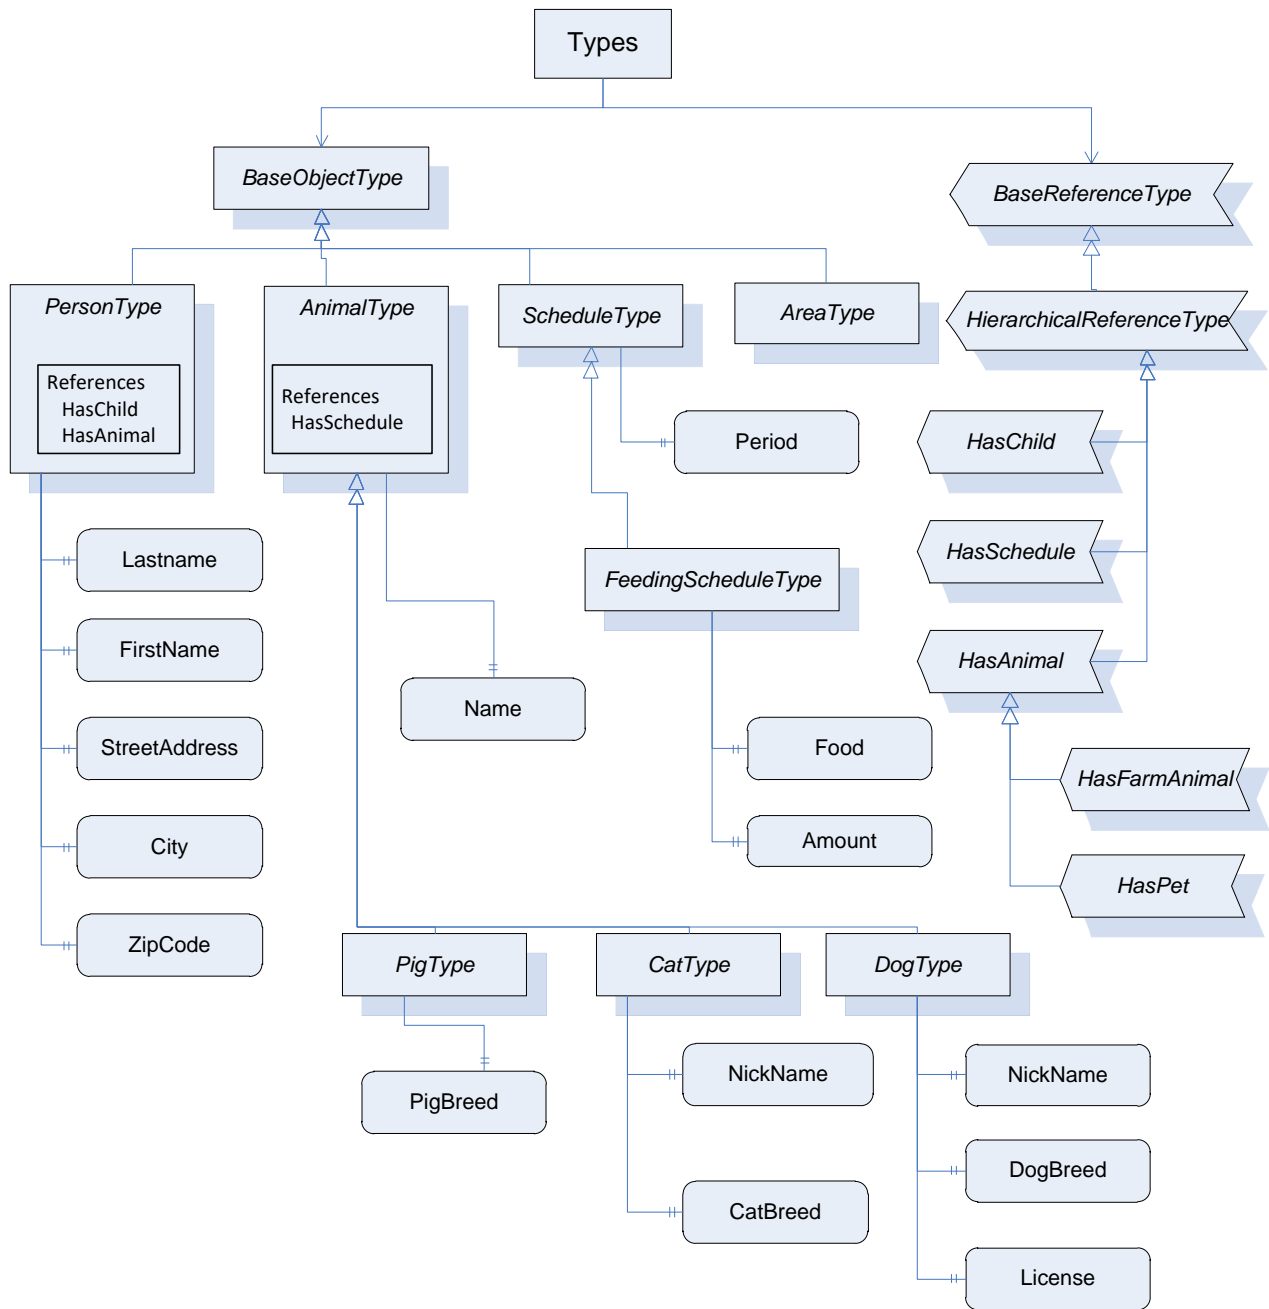 Types
BaseObjectType
BaseReferenceType
PersonType
AnimalType
ScheduleType
AreaType
HierarchicalReferenceType
References
HasChild
HasAnimal
References
HasSchedule
Period
HasChild
Lastname
FeedingScheduleType
HasSchedule
FirstName
HasAnimal
Name
StreetAddress
Food
HasFarmAnimal
City
Amount
HasPet
ZipCode
PigType
CatType
DogType
NickName
NickName
PigBreed
DogBreed
CatBreed
License